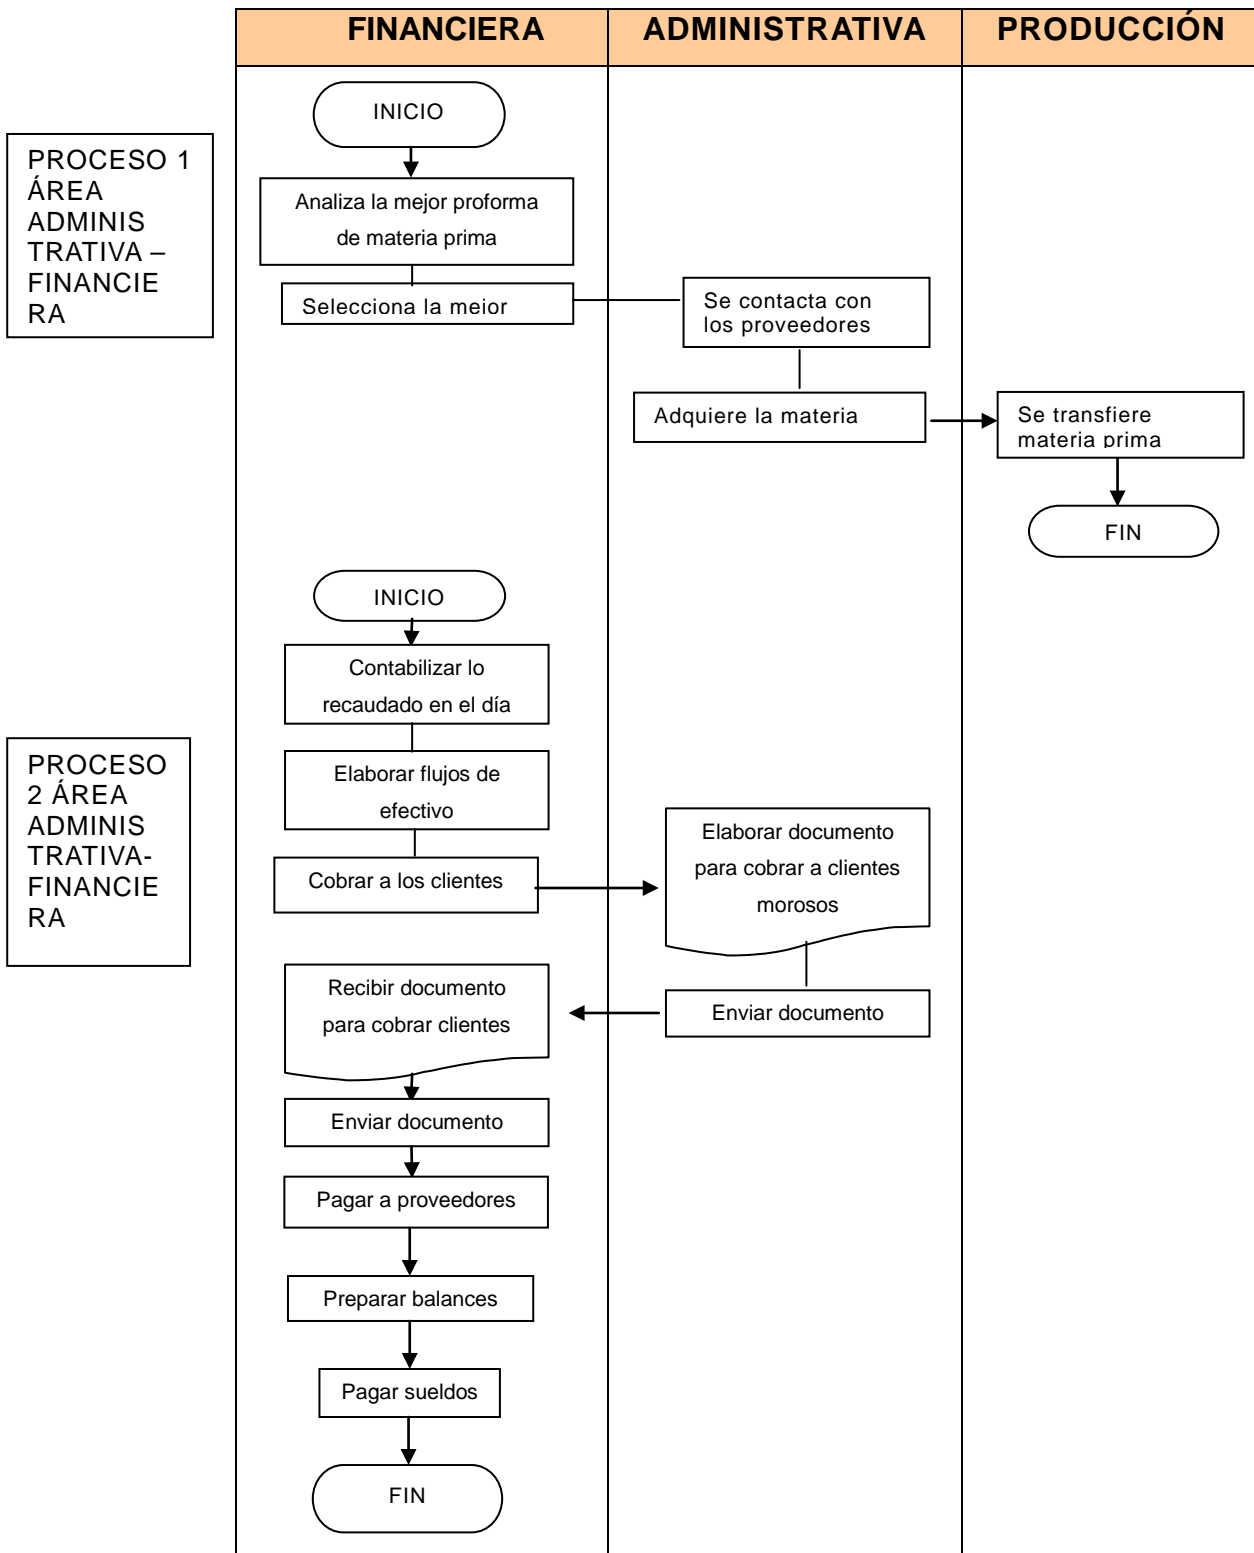 FINANCIERA ADMINISTRATIVA PRODUCCIÓN
INICIO
PROCESO 1
ÁREA
ADMINIS
TRATIVA –
FINANCIE
RA
Analiza la mejor proforma
de materia prima
Selecciona la mejor
Se contacta con
los proveedores
Adquiere la materia
Se transfiere
materia prima
FIN
INICIO
Contabilizar lo
recaudado en el día
PROCESO
2 ÁREA
ADMINIS
TRATIVA-
FINANCIE
RA
Elaborar flujos de
efectivo
Cobrar a los clientes
Elaborar documento
para cobrar a clientes
morosos
Enviar documento
Recibir documento
para cobrar clientes
Enviar documento
Pagar a proveedores
Preparar balances
Pagar sueldos
FIN